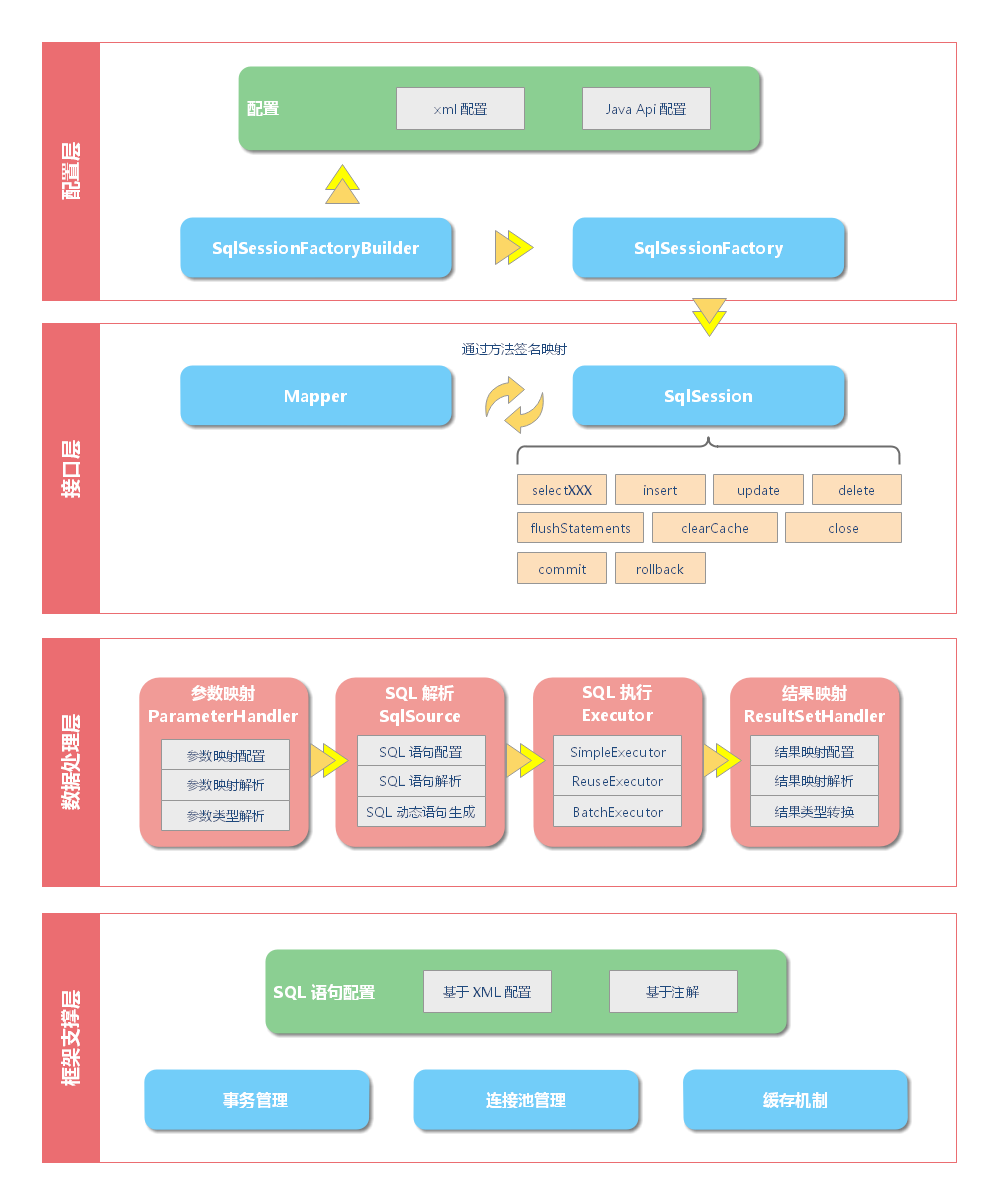 配置层
配置
xml 配置
Java Api 配置
SqlSessionFactoryBuilder
SqlSessionFactory
接口层
通过方法签名映射
Mapper
SqlSession
selectXXX
insert
update
delete
flushStatements
clearCache
close
commit
rollback
数据处理层
参数映射
ParameterHandler
参数映射配置
参数映射解析
参数类型解析
SQL 解析
SqlSource
SQL 语句配置
SQL 语句解析
SQL 动态语句生成
SQL 执行
Executor
SimpleExecutor
ReuseExecutor
BatchExecutor
结果映射
ResultSetHandler
结果映射配置
结果映射解析
结果类型转换
框架支撑层
SQL 语句配置
基于 XML 配置
基于注解
事务管理
连接池管理
缓存机制